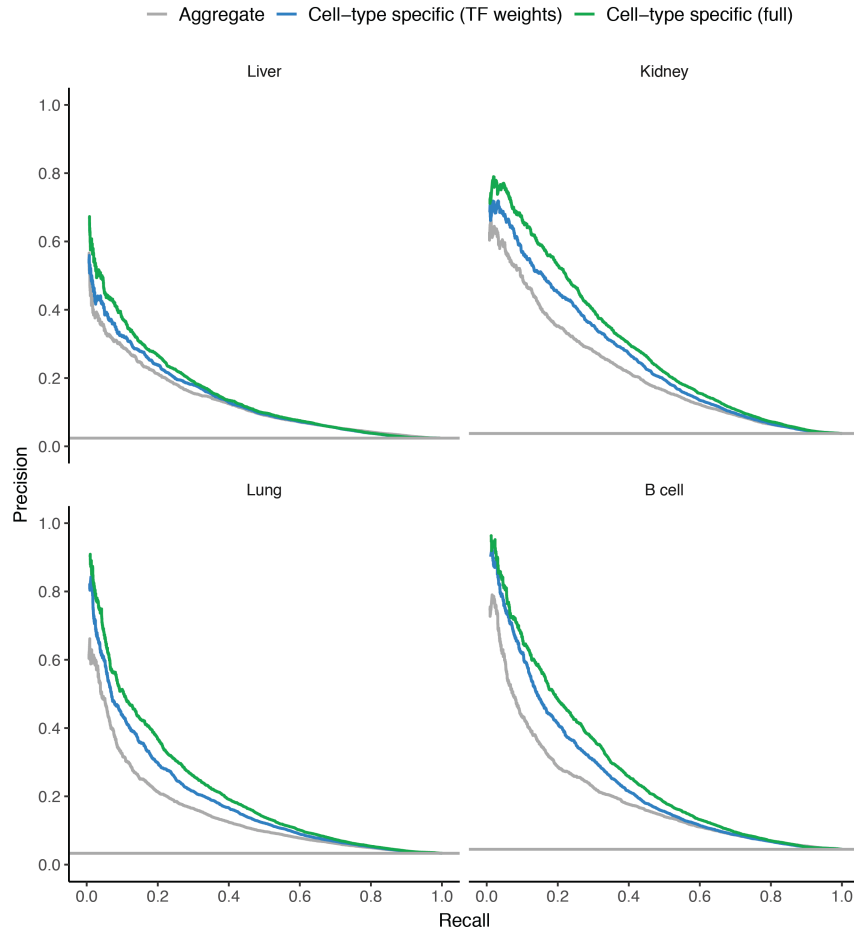 Aggregate Cell−type specific (TF weights) Cell−type specific (full)
Liver Kidney
1.0
0.8
0.6
0.4
0.2
0.0
Precision
Lung B cell
1.0
0.8
0.6
0.4
0.2
0.0
0.0 0.2 0.4 0.6 0.8 1.0 0.0 0.2 0.4 0.6 0.8 1.0
Recall